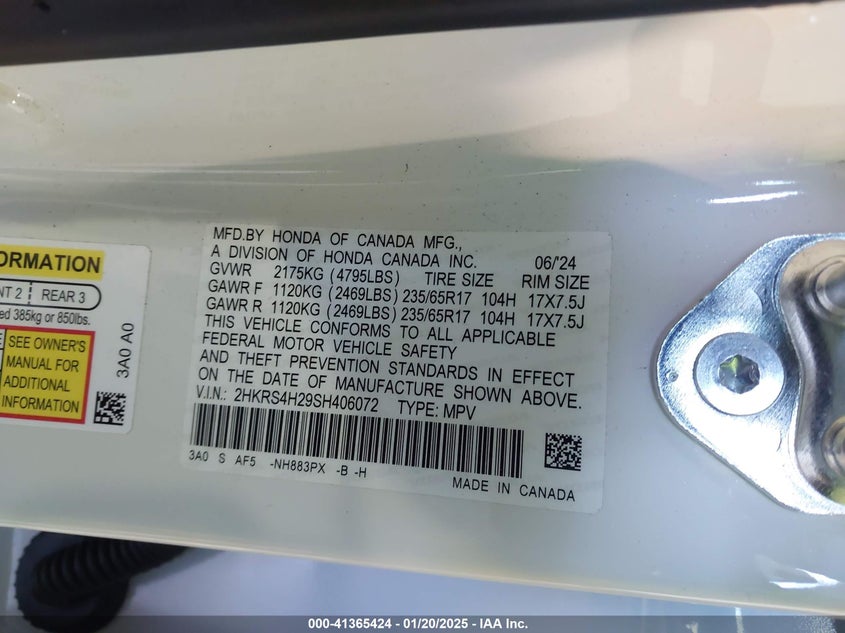 MFD.BY HONDA OF CANADA MFG.,
A DIVISION OF HONDA CANADA INC. 06/'24
GVWR 2175KG (4795LBS) TIRE SIZE RIM SIZE
GAWR F 1120KG (2469LBS) 235/65R17 104H 17X7.5J
GAWR R 1120KG (2469LBS) 235/65R17 104H 17X7.5J
THIS VEHICLE CONFORMS TO ALL APPLICABLE
FEDERAL MOTOR VEHICLE SAFETY
AND THEFT PREVENTION STANDARDS IN EFFECT
ON THE DATE OF MANUFACTURE SHOWN ABOVE.
V.I.N.: 2HKRS4H29SH406072 TYPE: MPV
3A0 S AF5 -NH883PX -B -H
MADE IN CANADA
ORMATION
NT 2 REAR 3
ed 385kg or 850lbs.
SEE OWNER'S
MANUAL FOR
ADDITIONAL
INFORMATION
3A0 A0
000-41365424 - 01/20/2025 - IAA Inc.